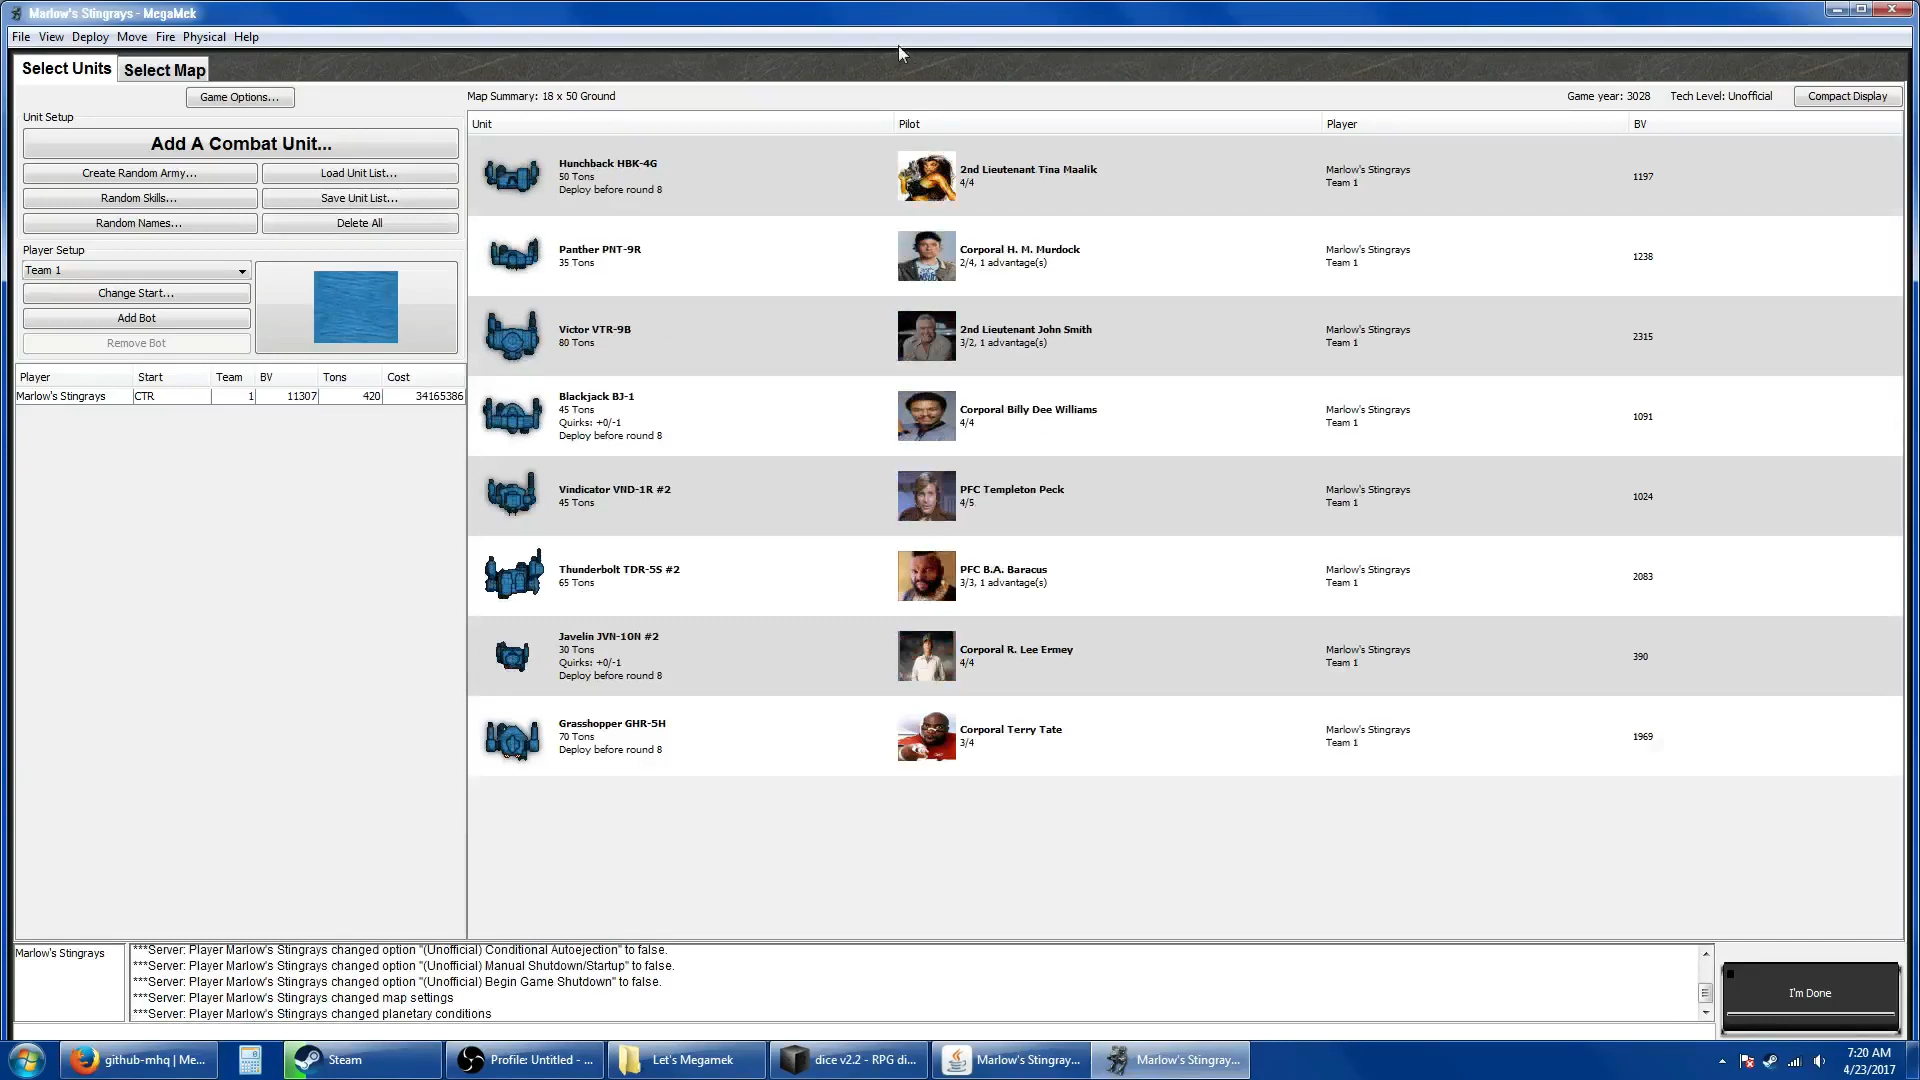 Marlow's Stingrays - MegaMek
File View Deploy Move Fire Physical Help
Select Units Select Map
Game Options...
Map Summary: 18 x 50 Ground
Game year: 3028 Tech Level: Unofficial Compact Display
Unit Setup
Add A Combat Unit...
Create Random Army... Load Unit List...
Random Skills... Save Unit List...
Random Names... Delete All
Player Setup
Team 1
Change Start...
Add Bot
Remove Bot
Player Start Team BV Tons Cost
Marlow's Stingrays CTR 1 11307 420 34165386
Unit Pilot Player BV
Hunchback HBK-4G
50 Tons
Deploy before round 8
2nd Lieutenant Tina Maalik
4/4
Marlow's Stingrays
Team 1
1197
Panther PNT-9R
35 Tons
Corporal H. M. Murdock
2/4, 1 advantage(s)
Marlow's Stingrays
Team 1
1238
Victor VTR-9B
80 Tons
2nd Lieutenant John Smith
3/2, 1 advantage(s)
Marlow's Stingrays
Team 1
2315
Blackjack BJ-1
45 Tons
Quirks: +0/-1
Deploy before round 8
Corporal Billy Dee Williams
4/4
Marlow's Stingrays
Team 1
1091
Vindicator VND-1R #2
45 Tons
PFC Templeton Peck
4/5
Marlow's Stingrays
Team 1
1024
Thunderbolt TDR-5S #2
65 Tons
PFC B.A. Baracus
3/3, 1 advantage(s)
Marlow's Stingrays
Team 1
2083
Javelin JVN-10N #2
30 Tons
Quirks: +0/-1
Deploy before round 8
Corporal R. Lee Ermey
4/4
Marlow's Stingrays
Team 1
390
Grasshopper GHR-5H
70 Tons
Deploy before round 8
Corporal Terry Tate
3/4
Marlow's Stingrays
Team 1
1969
Marlow's Stingrays
***Server: Player Marlow's Stingrays changed option "(Unofficial) Conditional Autoejection" to false.
***Server: Player Marlow's Stingrays changed option "(Unofficial) Manual Shutdown/Startup" to false.
***Server: Player Marlow's Stingrays changed option "(Unofficial) Begin Game Shutdown" to false.
***Server: Player Marlow's Stingrays changed map settings
***Server: Player Marlow's Stingrays changed planetary conditions
I'm Done
github-mhq | Me... Steam Profile: Untitled - ... Let's Megamek dice v2.2 - RPG di... Marlow's Stingray... Marlow's Stingray...
7:20 AM
4/23/2017